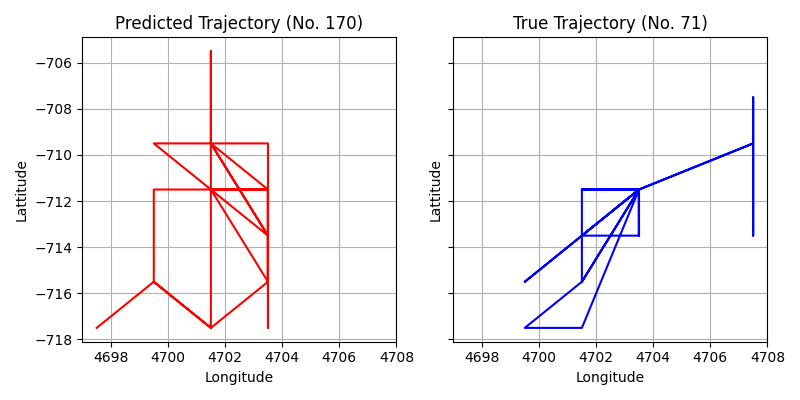 Predicted Trajectory (No. 170)
True Trajectory (No. 71)
Lattitude
−706
−708
−710
−712
−714
−716
−718
4698 4700 4702 4704 4706 4708
Longitude
Lattitude
4698 4700 4702 4704 4706 4708
Longitude